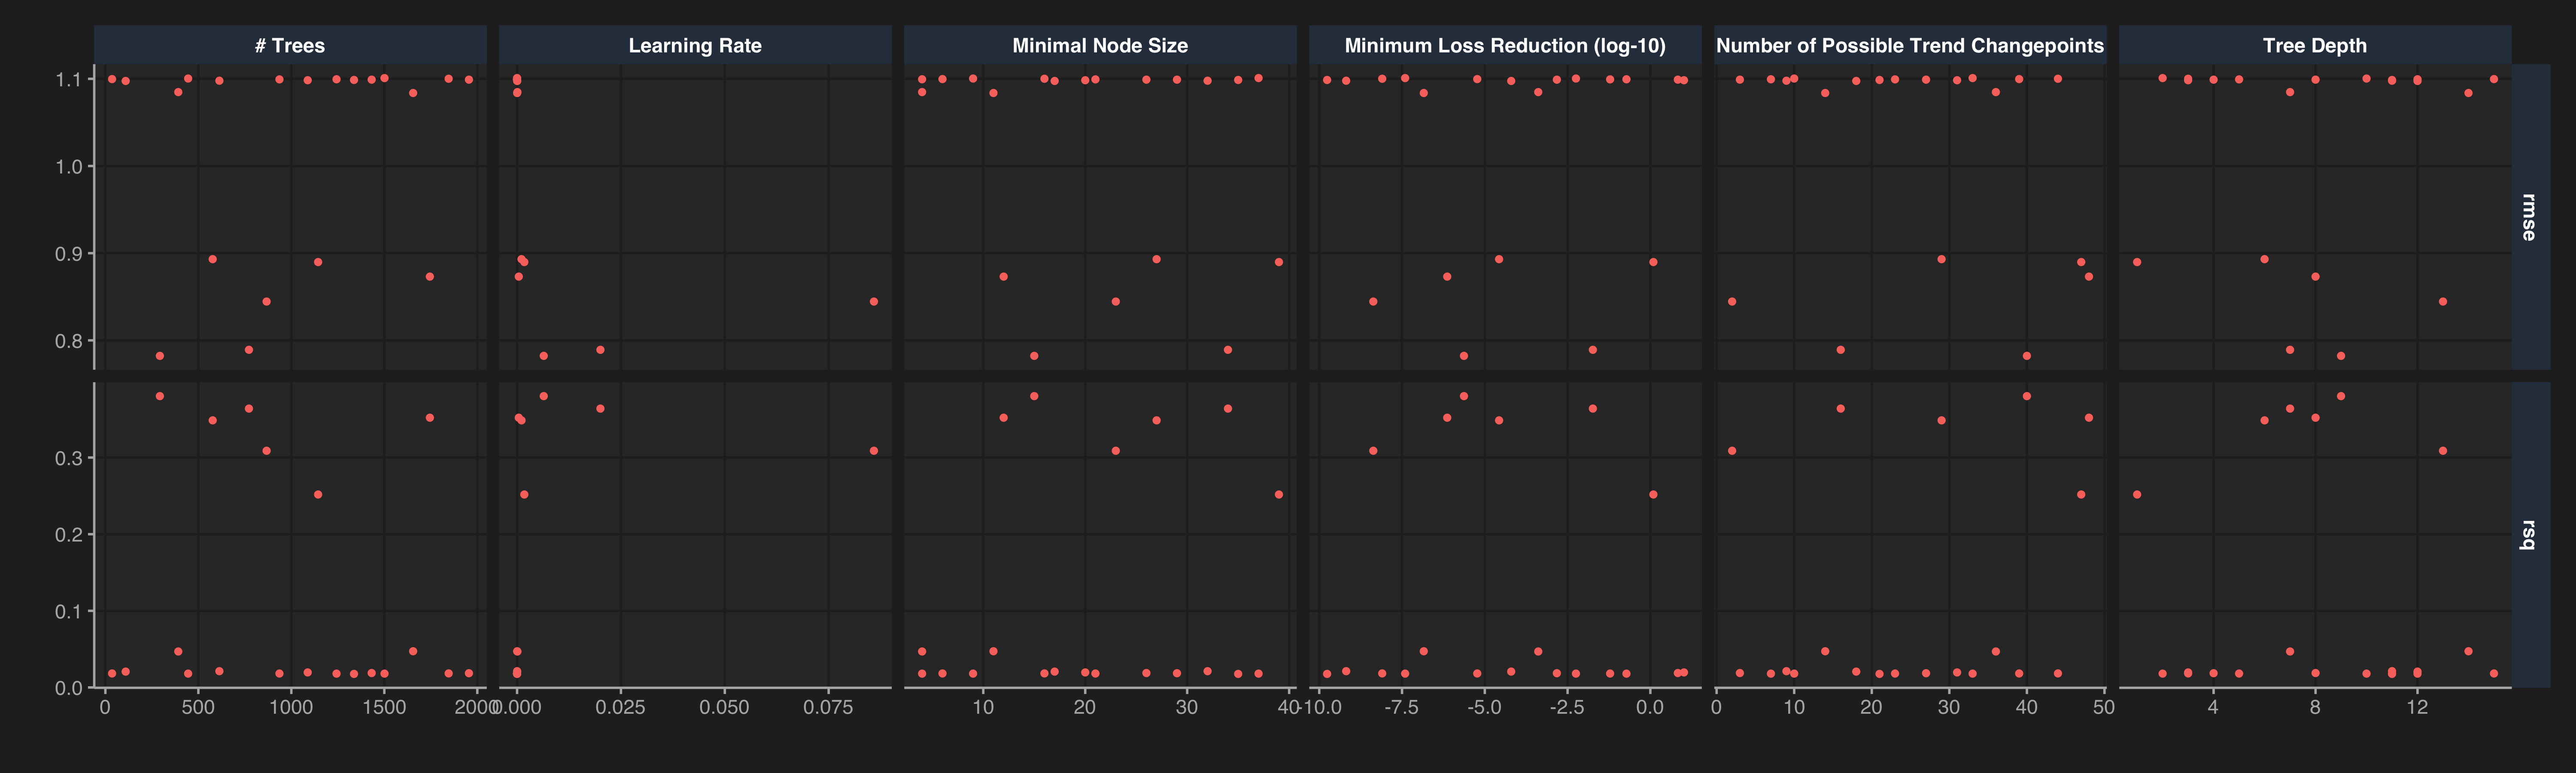 # Trees
Learning Rate
Minimal Node Size
Minimum Loss Reduction (log-10)
Number of Possible Trend Changepoints
Tree Depth
1.1
1.0
0.9
0.8
rmse
0.3
0.2
0.1
0.0
rsq
0 500 1000 1500 2000
0.000 0.025 0.050 0.075
10 20 30 40
-10.0 -7.5 -5.0 -2.5 0.0
0 10 20 30 40 50
4 8 12